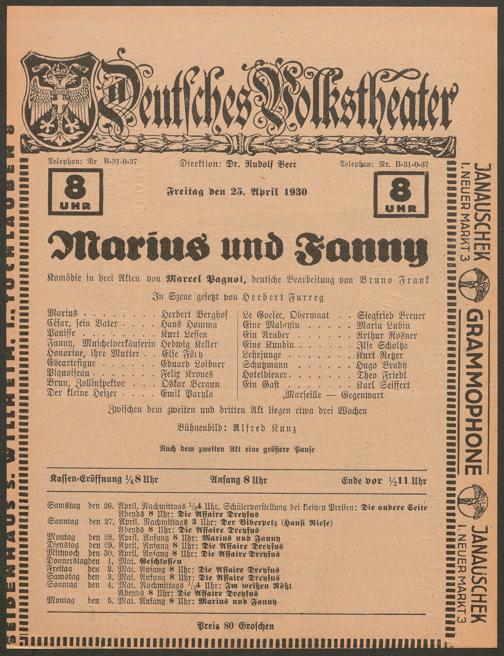 Deutsches Volkstheater
Telephon: Nr. B-31-0-37
Direktion: Dr. Rudolf Beer
Telephon: Nr. B-31-0-37
8
UHR
Freitag den 25. April 1930
8
UHR
Marius und Fanny
Komödie in drei Akten von Marcel Pagnol, deutsche Bearbeitung von Bruno Frank
In Szene gesetzt von Herbert Furreg
Marius . . . . . . . . Herbert Berghof
César, sein Vater . . . . Hans Homma
Panisse . . . . . . . Kurt Lessen
Fanny, Muschelverkäuferin Hedwig Keller
Honorine, ihre Mutter . . Else Föry
Escartefigue . . . . . Eduard Loibner
Piquoiseau . . . . . . Felix Krones
Brun, Zollinspektor . . . Oskar Beraun
Der kleine Heizer . . . . Emil Paryla
Le Goelec, Obermaat . . Siegfried Breuer
Eine Malayin . . . . . Maria Lubin
Ein Araber . . . . . . Arthur Rosner
Eine Kundin . . . . . Ilse Scholze
Lehrjunge . . . . . . Kurt Meyer
Schutzmann . . . . . Hugo Brady
Hoteldiener . . . . . Theo Friedl
Ein Gast . . . . . . Karl Seiffert
Marseille — Gegenwart
Zwischen dem zweiten und dritten Akt liegen etwa drei Wochen
Bühnenbild: Alfred Kunz
Nach dem zweiten Akt eine größere Pause
Kassen-Eröffnung ¼8 Uhr
Anfang 8 Uhr
Ende vor ½11 Uhr
Samstag den 26. April, Nachmittags ¼4 Uhr, Schülervorstellung bei kleinen Preisen: Die andere Seite
Abends 8 Uhr: Die Affaire Dreyfus
Sonntag den 27. April, Nachmittags 3 Uhr: Der Biberpelz (Hansi Niese)
Abends 8 Uhr: Die Affaire Dreyfus
Montag den 28. April, Anfang 8 Uhr: Marius und Fanny
Dienstag den 29. April, Anfang 8 Uhr: Die Affaire Dreyfus
Mittwoch den 30. April, Anfang 8 Uhr: Die Affaire Dreyfus
Donnerstag den 1. Mai. Geschlossen
Freitag den 2. Mai. Anfang 8 Uhr: Die Affaire Dreyfus
Samstag den 3. Mai. Anfang 8 Uhr: Die Affaire Dreyfus
Sonntag den 4. Mai, Nachmittags Uhr: Im weißen Rößl
Abends 8 Uhr: Die Affaire Dreyfus
Montag den 5. Mai. Anfang 8 Uhr: Marius und Fanny
Preis 80 Groschen
SEIDENHAUS S. WILLHEIM, I. TUCHLAUBEN
JANAUSCHEK
I. NEUER MARKT 3
GRAMMOPHONE
JANAUSCHEK
I. NEUER MARKT 3